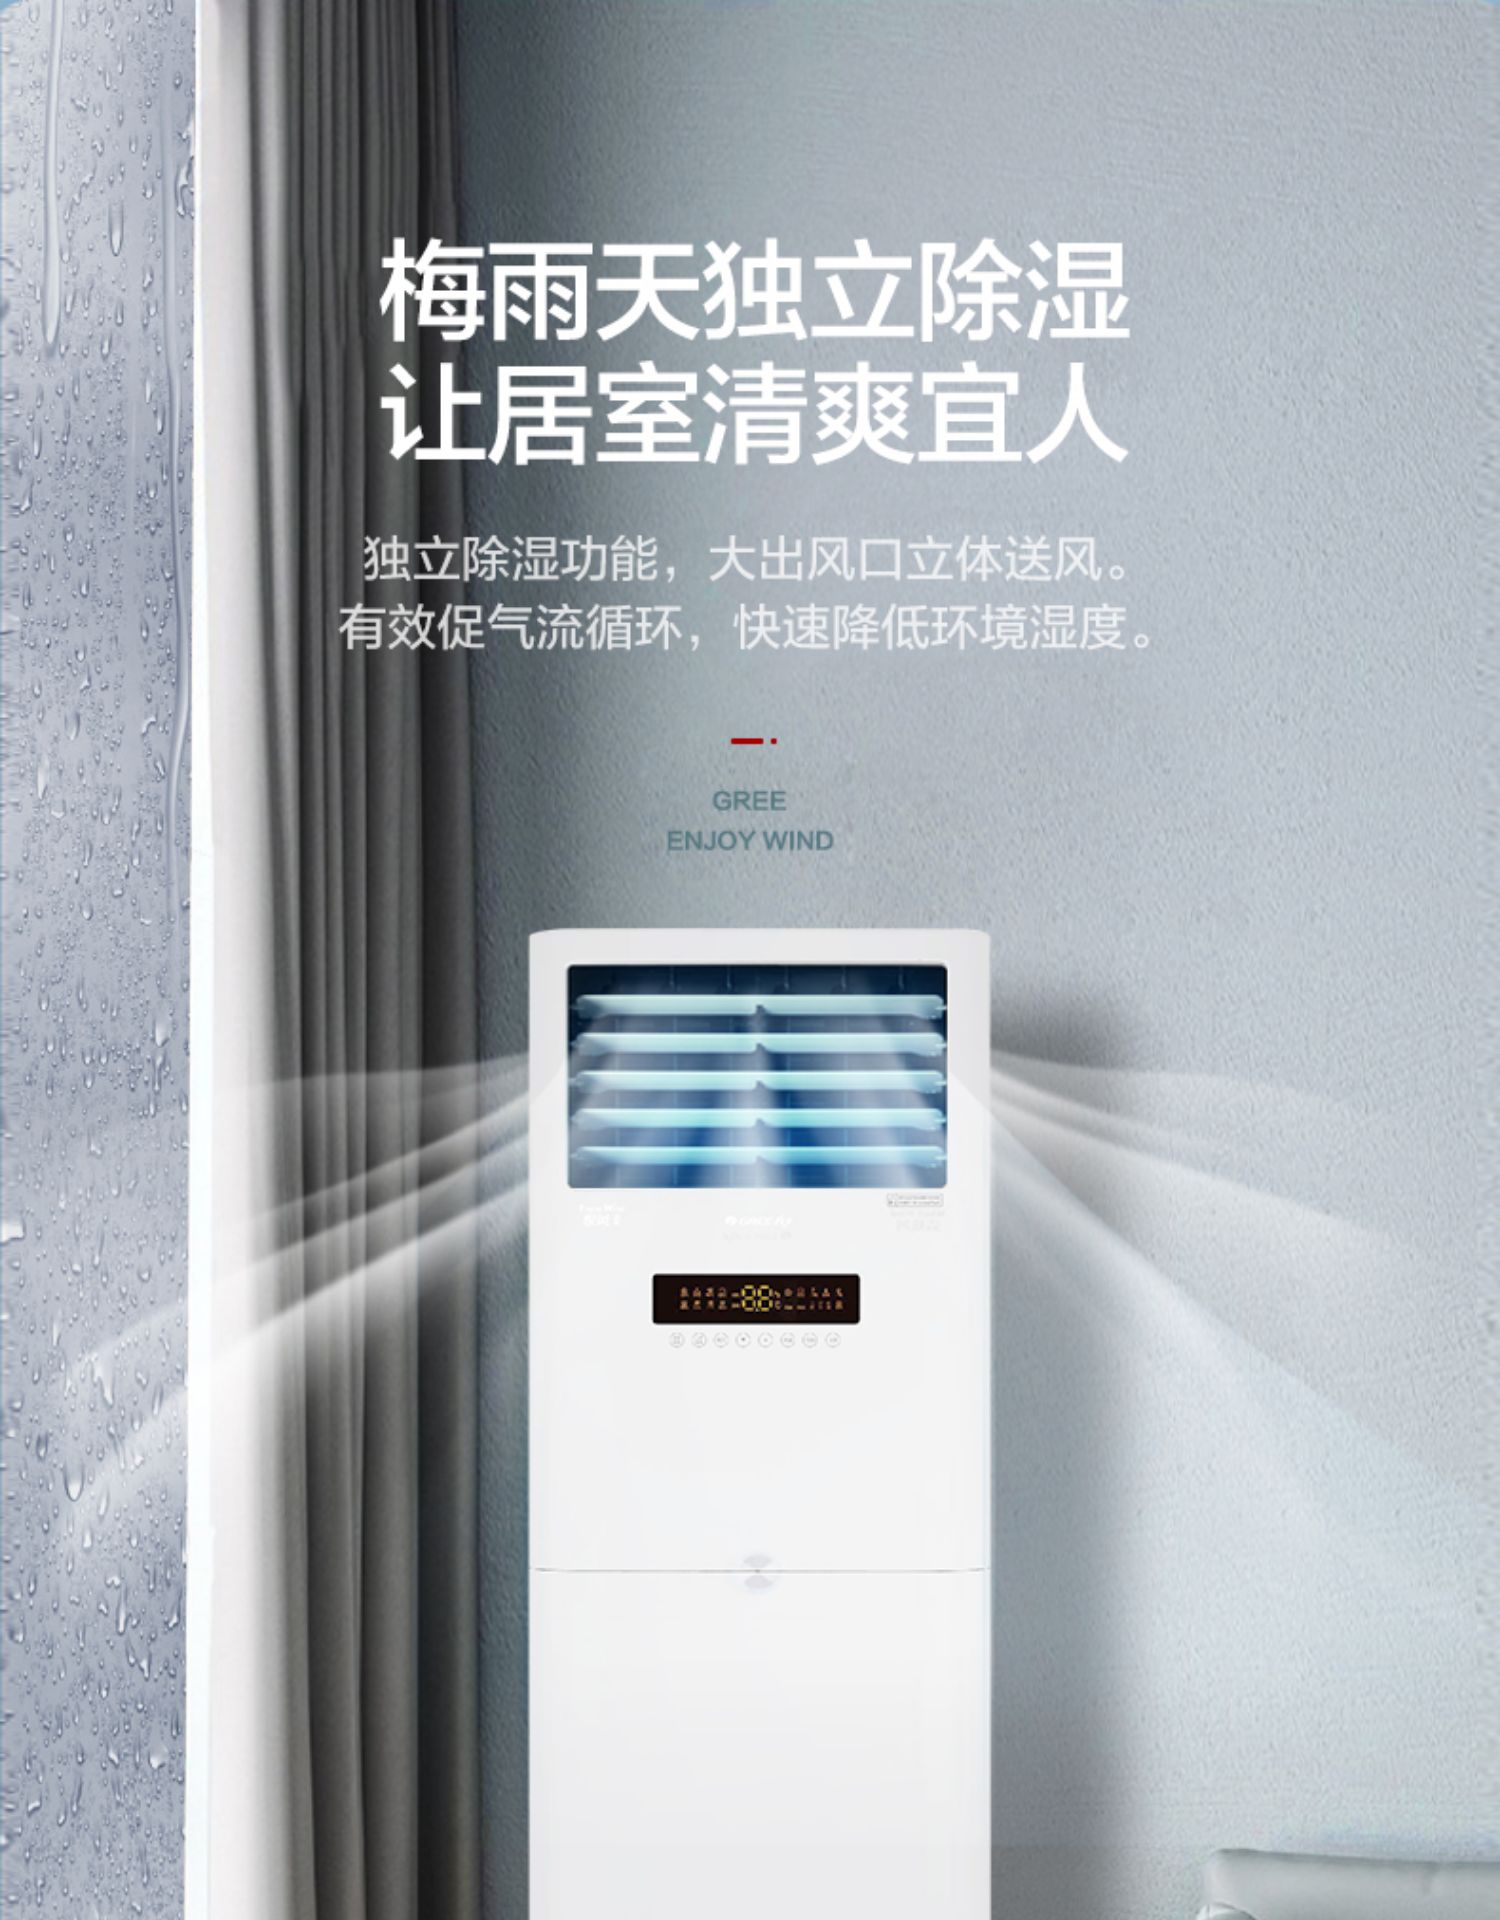 梅雨天独立除湿
让居室清爽宜人
独立除湿功能，大出风口立体送风。
有效促气流循环，快速降低环境湿度。
GREE
ENJOY WIND
88